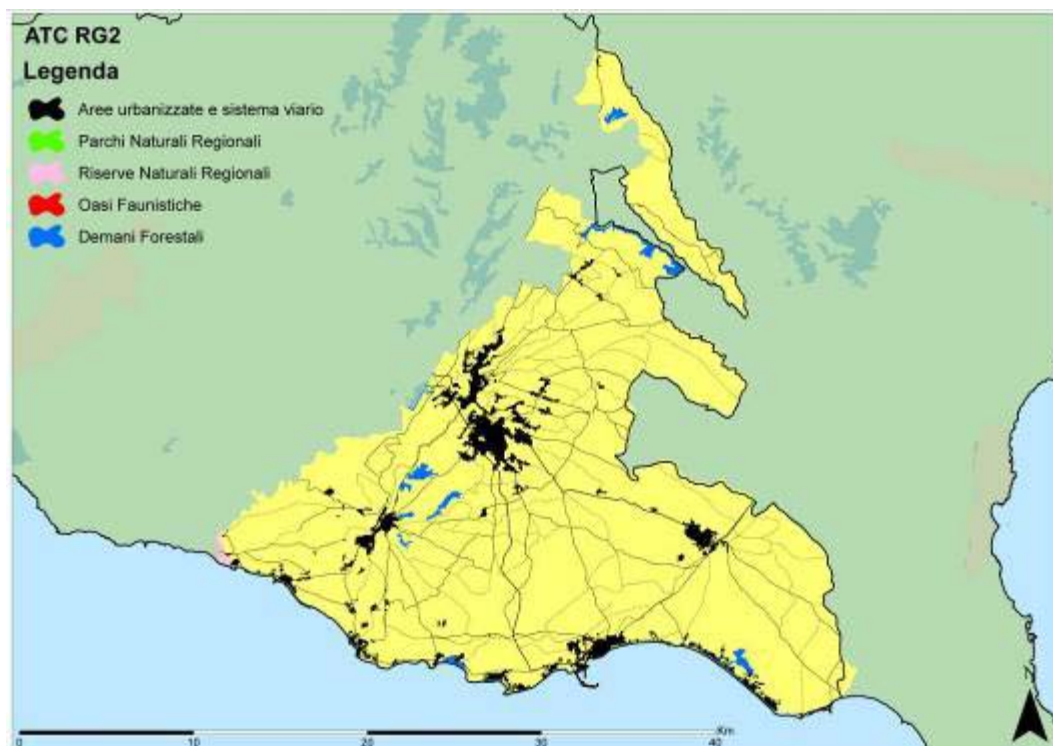 ATC RG2
Legenda
Aree urbanizzate e sistema viario
Parchi Naturali Regionali
Riserve Naturali Regionali
Oasi Faunistiche
Demani Forestali
N
Km
0 10 20 30 40